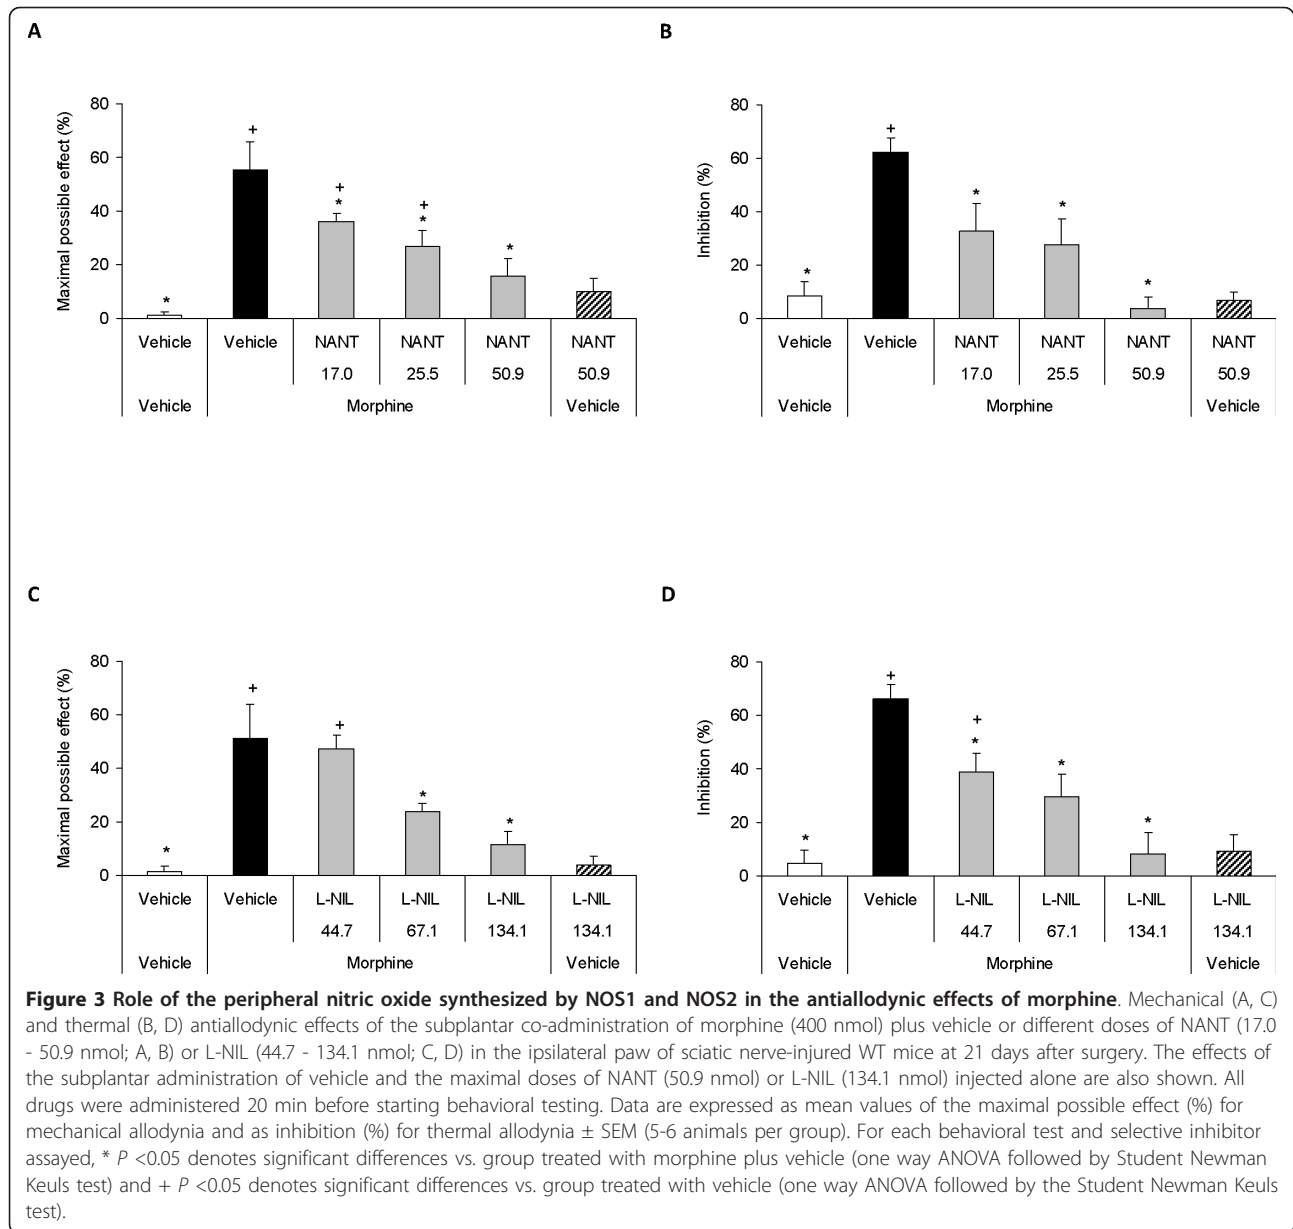 A
B
Maximal possible effect (%)
80
60
40
20
0
+
+
*
+
*
*
*
Vehicle Vehicle NANT NANT NANT NANT
17.0 25.5 50.9 50.9
Vehicle Morphine Vehicle
Inhibition (%)
80
60
40
20
0
+
*
*
*
*
Vehicle Vehicle NANT NANT NANT NANT
17.0 25.5 50.9 50.9
Vehicle Morphine Vehicle
C
D
Maximal possible effect (%)
80
60
40
20
0
+
+
*
*
*
Vehicle Vehicle L-NIL L-NIL L-NIL L-NIL
44.7 67.1 134.1 134.1
Vehicle Morphine Vehicle
Inhibition (%)
80
60
40
20
0
+
+
*
*
*
*
Vehicle Vehicle L-NIL L-NIL L-NIL L-NIL
44.7 67.1 134.1 134.1
Vehicle Morphine Vehicle
Figure 3 Role of the peripheral nitric oxide synthesized by NOS1 and NOS2 in the antiallodynic effects of morphine. Mechanical (A, C)
and thermal (B, D) antiallodynic effects of the subplantar co-administration of morphine (400 nmol) plus vehicle or different doses of NANT (17.0
- 50.9 nmol; A, B) or L-NIL (44.7 - 134.1 nmol; C, D) in the ipsilateral paw of sciatic nerve-injured WT mice at 21 days after surgery. The effects of
the subplantar administration of vehicle and the maximal doses of NANT (50.9 nmol) or L-NIL (134.1 nmol) injected alone are also shown. All
drugs were administered 20 min before starting behavioral testing. Data are expressed as mean values of the maximal possible effect (%) for
mechanical allodynia and as inhibition (%) for thermal allodynia ± SEM (5-6 animals per group). For each behavioral test and selective inhibitor
assayed, * P <0.05 denotes significant differences vs. group treated with morphine plus vehicle (one way ANOVA followed by Student Newman
Keuls test) and + P <0.05 denotes significant differences vs. group treated with vehicle (one way ANOVA followed by the Student Newman Keuls
test).